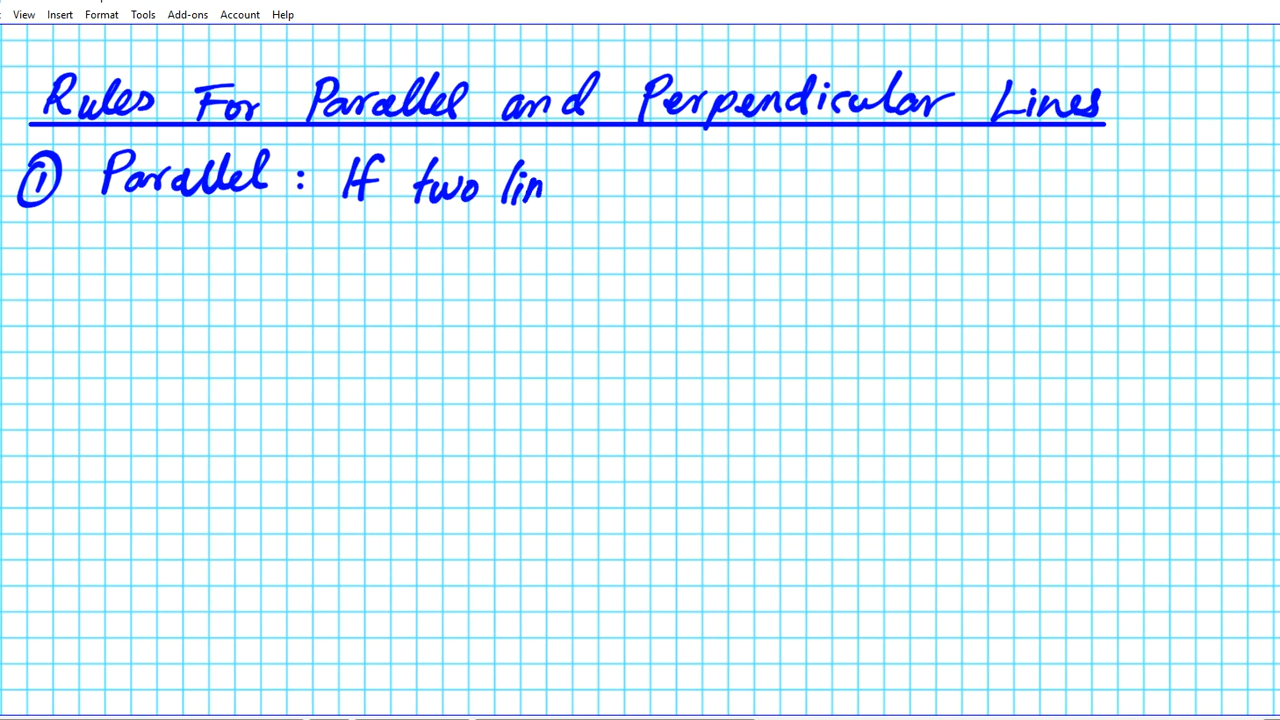 View Insert Format Tools Add-ons Account Help
Rules For Parallel and Perpendicular Lines
① Parallel : If two lin